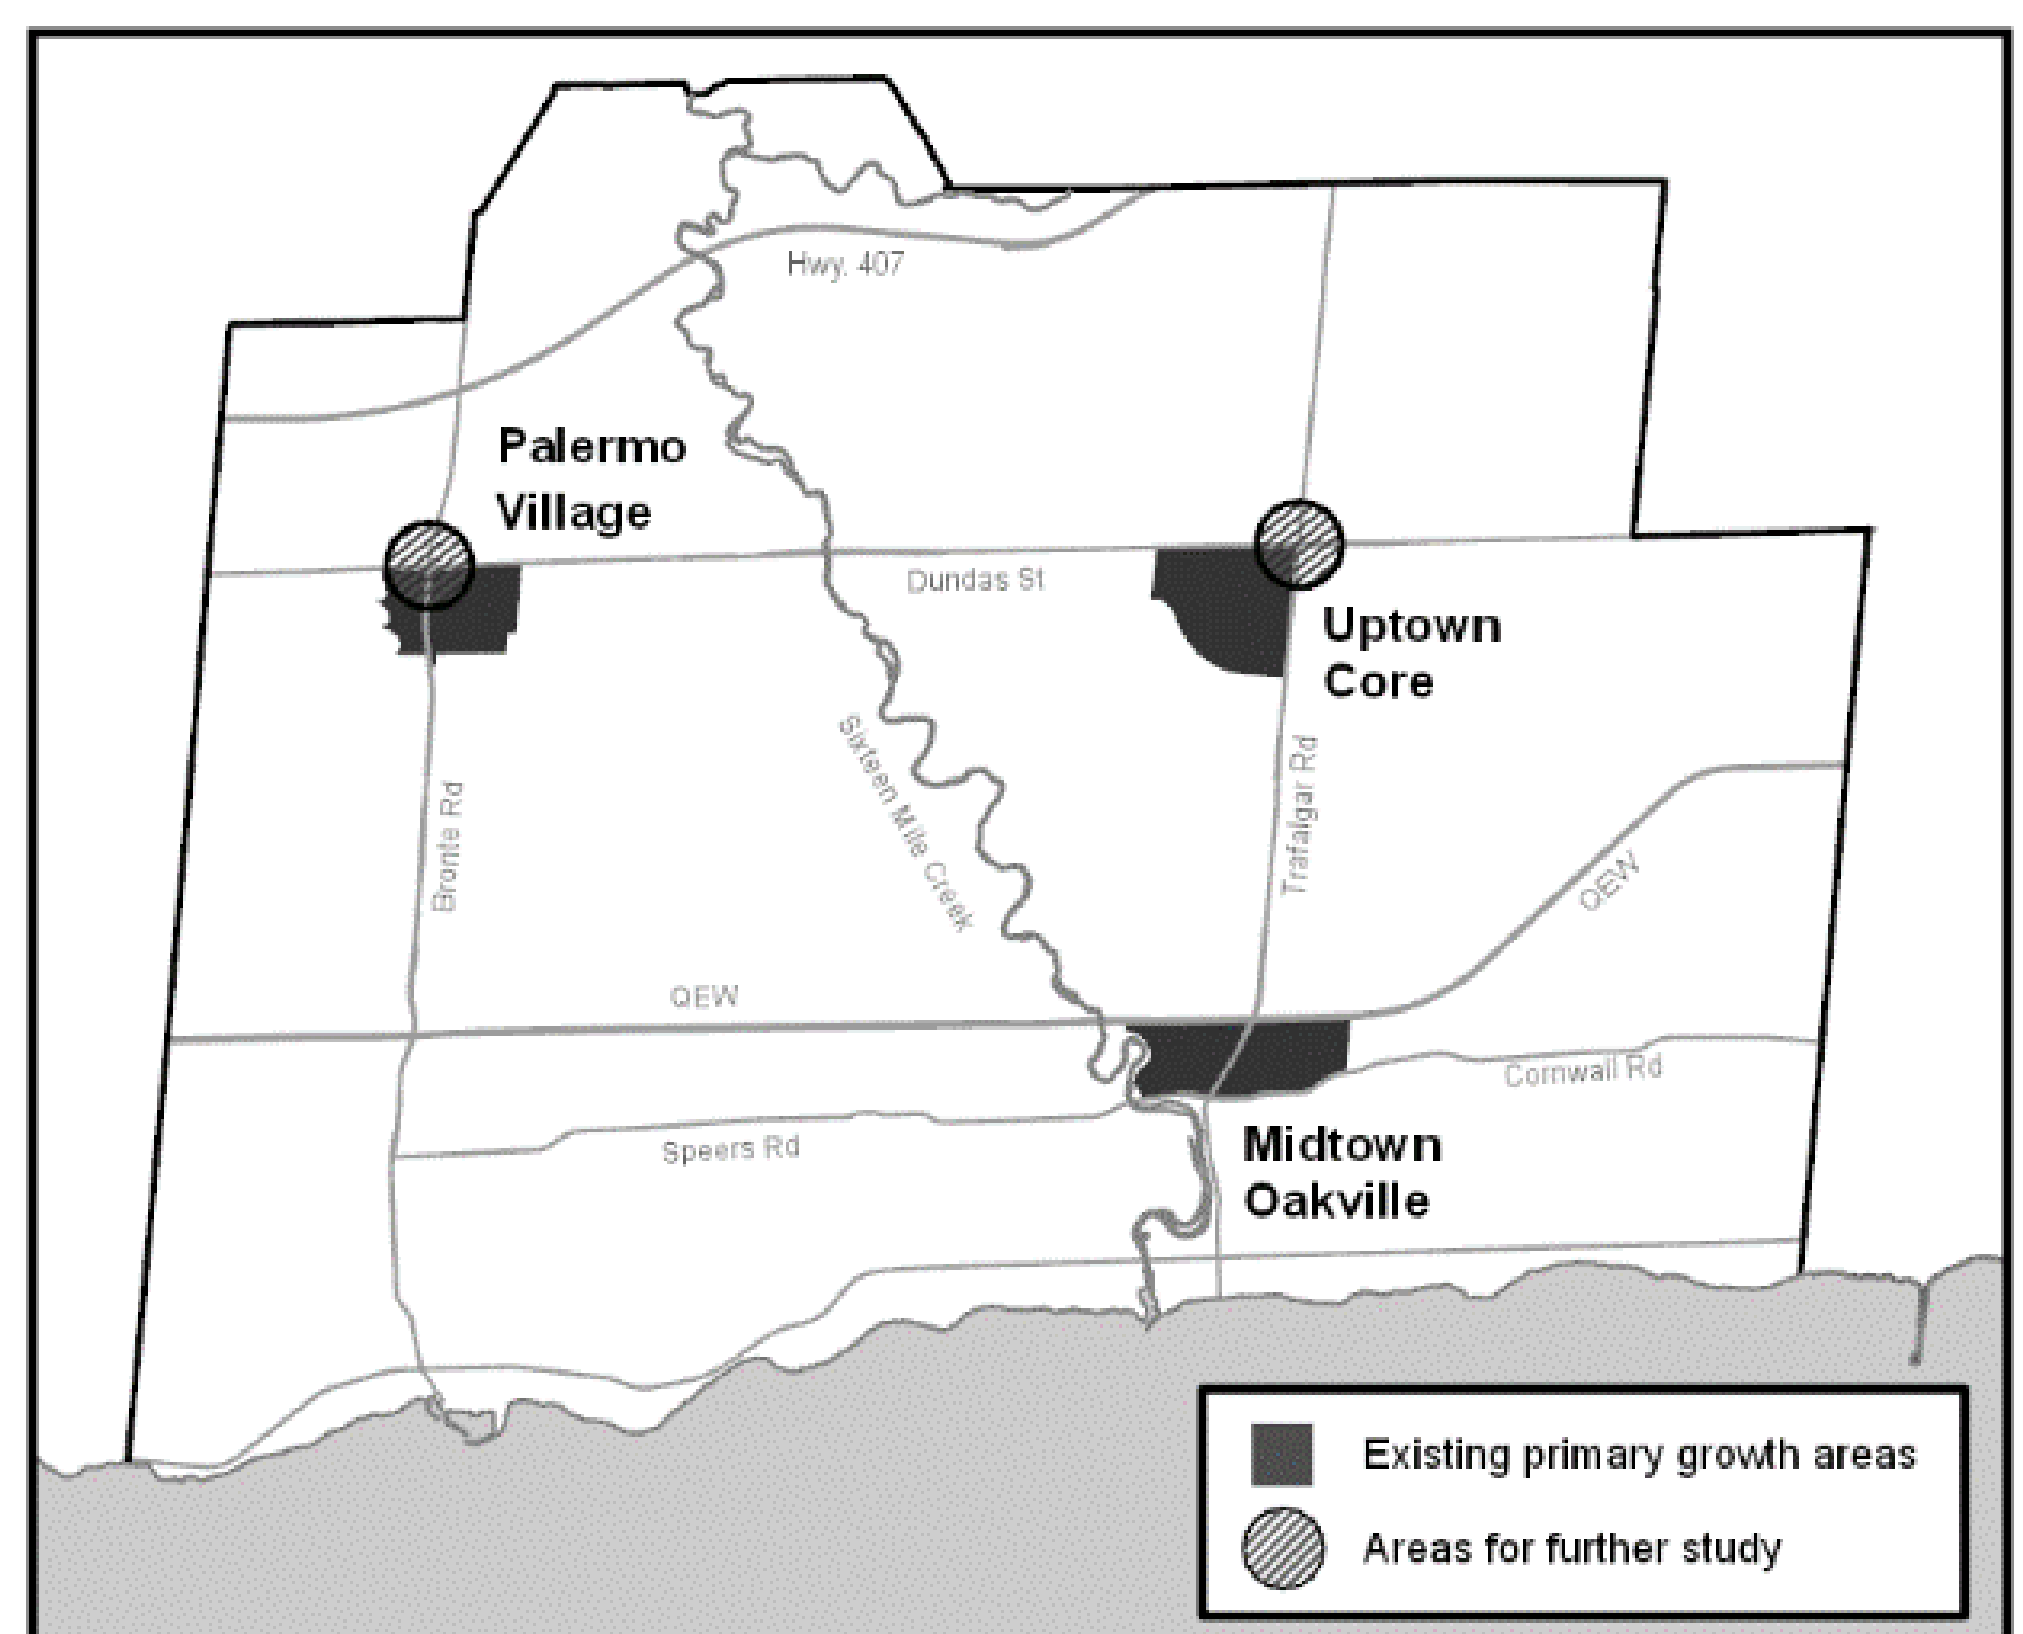 Hwy. 407
Palermo
Village
Dundas St
Uptown
Core
Sixteen Mile Creek
Trafalgar Rd
Bronte Rd
QEW
QEW
Cornwall Rd
Speers Rd
Midtown
Oakville
Existing primary growth areas
Areas for further study